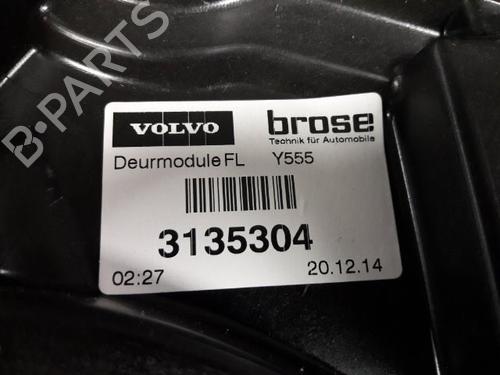 B-PARTS
VOLVO brose
Technik für Automobile
Deurmodule FL Y555
3135304
02:27 20.12.14